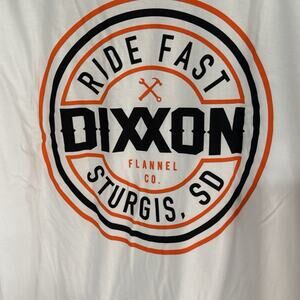 RIDE FAST
DIXXON
FLANNEL
CO.
STURGIS, SD